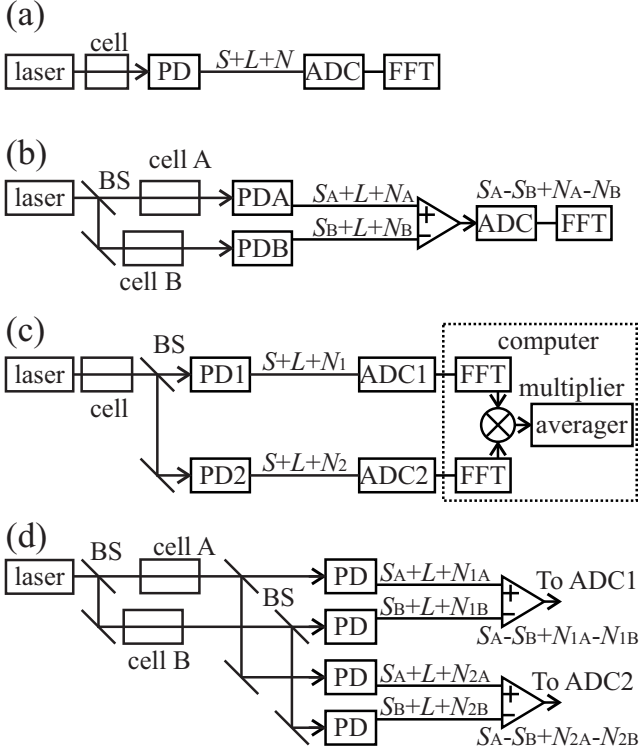 (a)
cell
laser PD S+L+N ADC FFT
(b)
cell A
BS
laser PDA SA+L+NA SA-SB+NA-NB
+
SB+L+NB - ADC FFT
PDB
cell B
(c)
BS computer
laser PD1 S+L+N1 ADC1 FFT
cell multiplier
averager
PD2 S+L+N2 ADC2 FFT
(d)
BS cell A
laser PD SA+L+N1A To ADC1
BS +
PD SB+L+N1B -
SA-SB+N1A-N1B
cell B
PD SA+L+N2A To ADC2
+
PD SB+L+N2B -
SA-SB+N2A-N2B